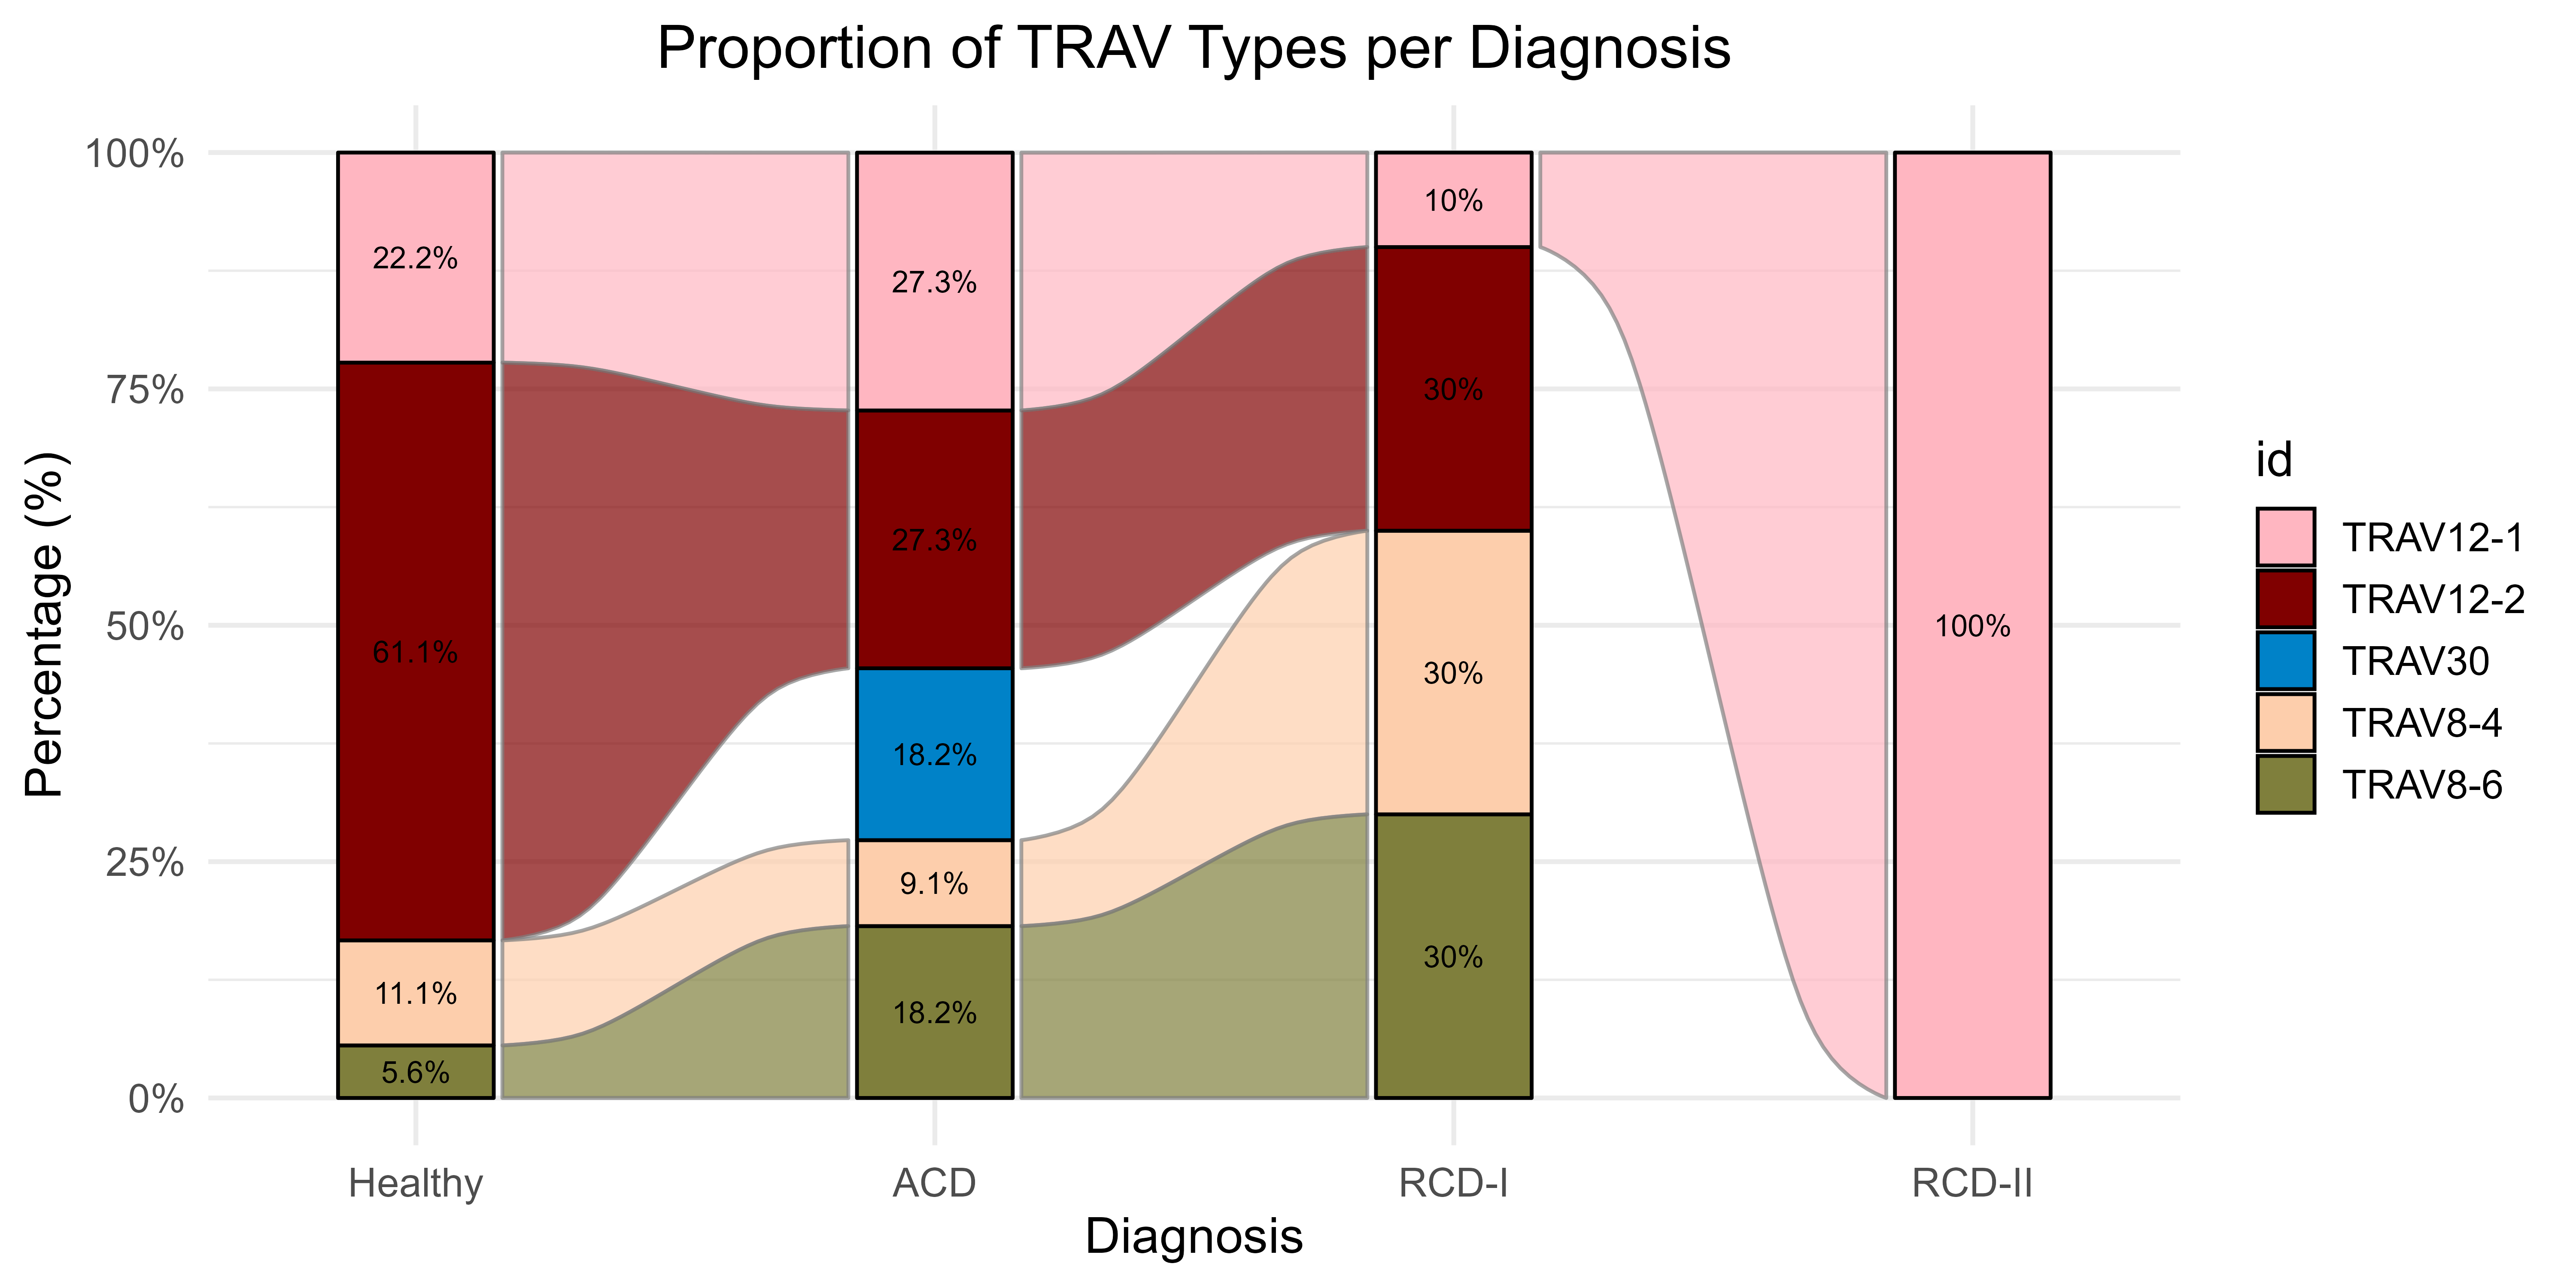 Proportion of TRAV Types per Diagnosis
Percentage (%)
100%
75%
50%
25%
0%
22.2%
61.1%
11.1%
5.6%
27.3%
27.3%
18.2%
9.1%
18.2%
10%
30%
30%
30%
100%
Healthy
ACD
RCD-I
RCD-II
Diagnosis
id
TRAV12-1
TRAV12-2
TRAV30
TRAV8-4
TRAV8-6